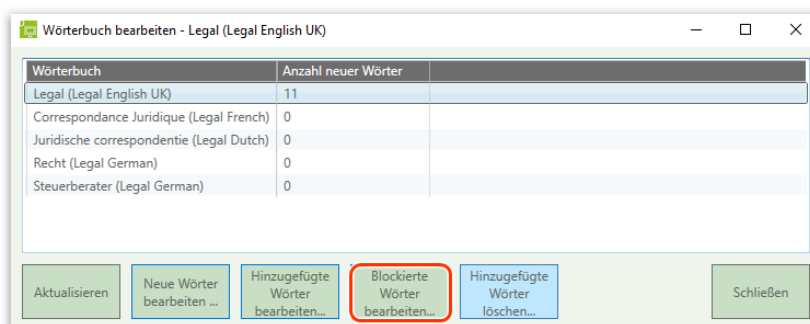 Wörterbuch bearbeiten - Legal (Legal English UK)
Wörterbuch Anzahl neuer Wörter
Legal (Legal English UK) 11
Correspondance Juridique (Legal French) 0
Juridische correspondentie (Legal Dutch) 0
Recht (Legal German) 0
Steuerberater (Legal German) 0
Aktualisieren
Neue Wörter
bearbeiten ...
Hinzugefügte
Wörter
bearbeiten...
Blockierte
Wörter
bearbeiten...
Hinzugefügte
Wörter
löschen...
Schließen